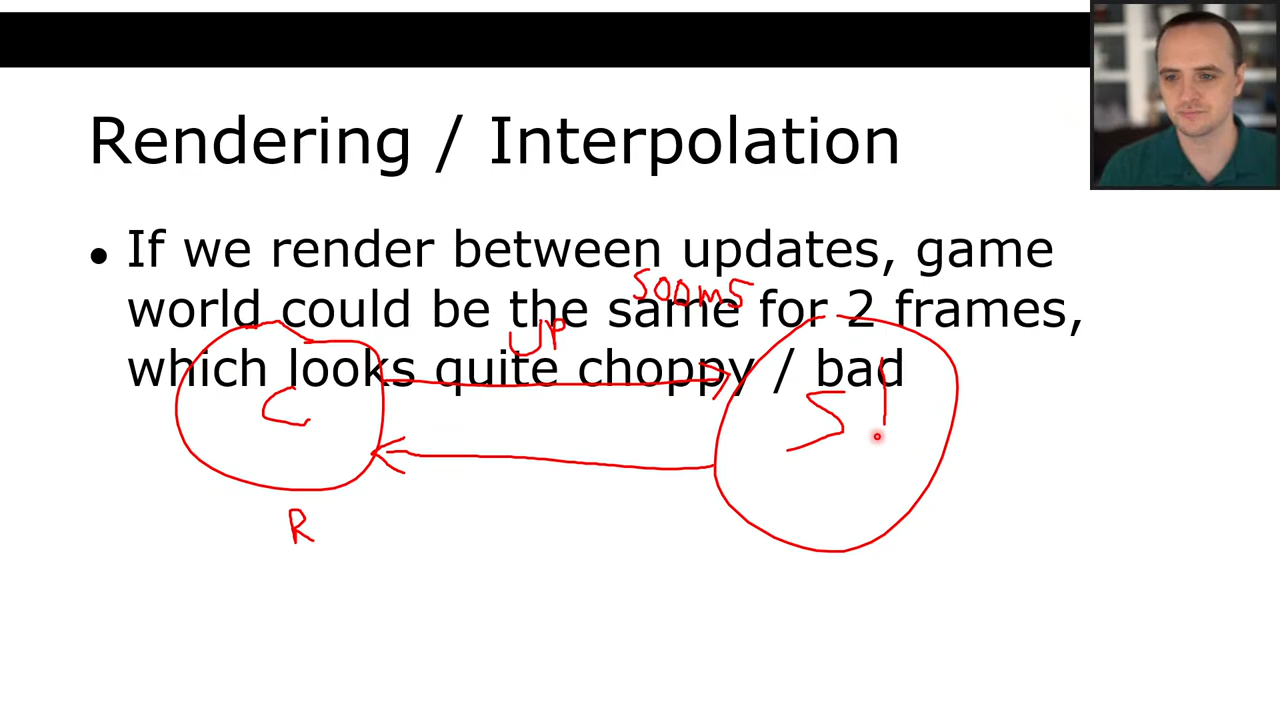 Rendering / Interpolation
• If we render between updates, game
world could be the same for 2 frames,
which looks quite choppy / bad
500ms
UP
C
S!
R